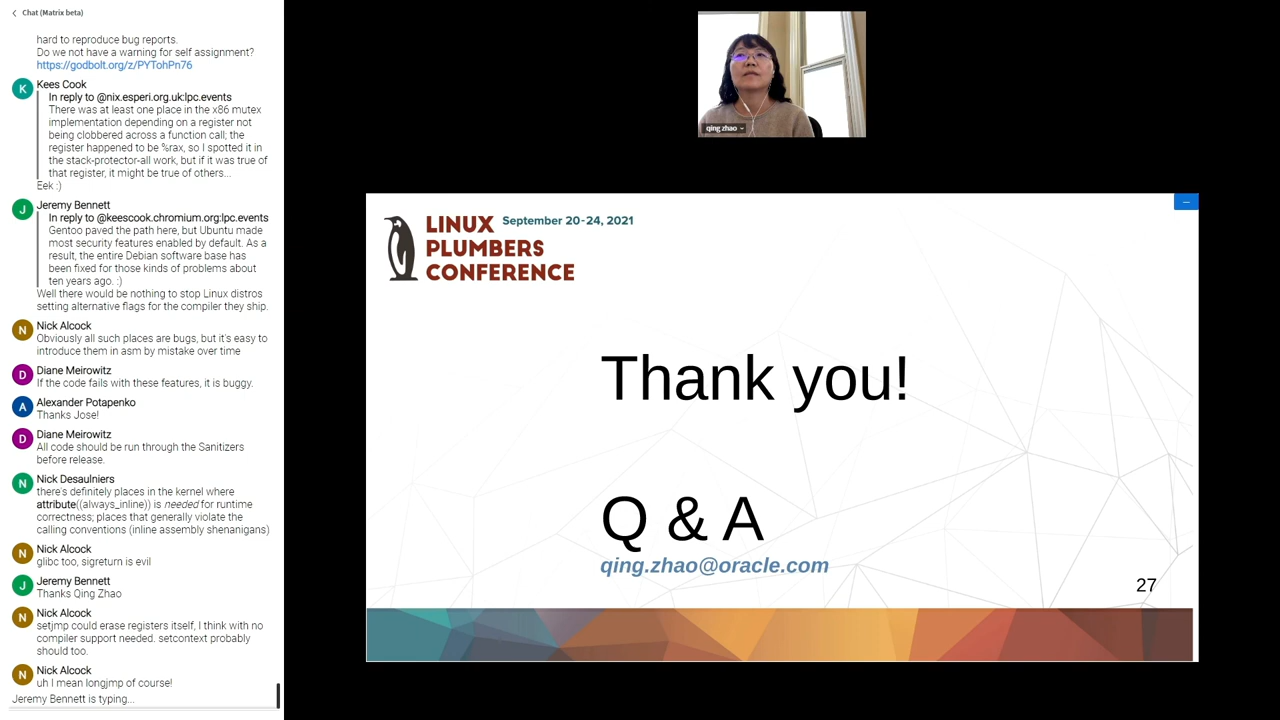 Chat (Matrix beta)
hard to reproduce bug reports.
Do we not have a warning for self assignment?
https://godbolt.org/z/PYTohPn76
K
Kees Cook
In reply to @nix.esperi.org.uk:lpc.events
There was at least one place in the x86 mutex
implementation depending on a register not
being clobbered across a function call; the
register happened to be %rax, so I spotted it in
the stack-protector-all work, but if it was true of
that register, it might be true of others...
Eek :)
J
Jeremy Bennett
In reply to @keescook.chromium.org:lpc.events
Gentoo paved the path here, but Ubuntu made
most security features enabled by default. As a
result, the entire Debian software base has
been fixed for those kinds of problems about
ten years ago. :)
Well there would be nothing to stop Linux distros
setting alternative flags for the compiler they ship.
N
Nick Alcock
Obviously all such places are bugs, but it's easy to
introduce them in asm by mistake over time
D
Diane Meirowitz
If the code fails with these features, it is buggy.
A
Alexander Potapenko
Thanks Jose!
D
Diane Meirowitz
All code should be run through the Sanitizers
before release.
N
Nick Desaulniers
there's definitely places in the kernel where
attribute((always_inline)) is needed for runtime
correctness; places that generally violate the
calling conventions (inline assembly shenanigans)
N
Nick Alcock
glibc too, sigreturn is evil
J
Jeremy Bennett
Thanks Qing Zhao
N
Nick Alcock
setjmp could erase registers itself, I think with no
compiler support needed. setcontext probably
should too.
N
Nick Alcock
uh I mean longjmp of course!
Jeremy Bennett is typing...
qing zhao
LINUX September 20-24, 2021
PLUMBERS
CONFERENCE
Thank you!
Q & A
qing.zhao@oracle.com
27